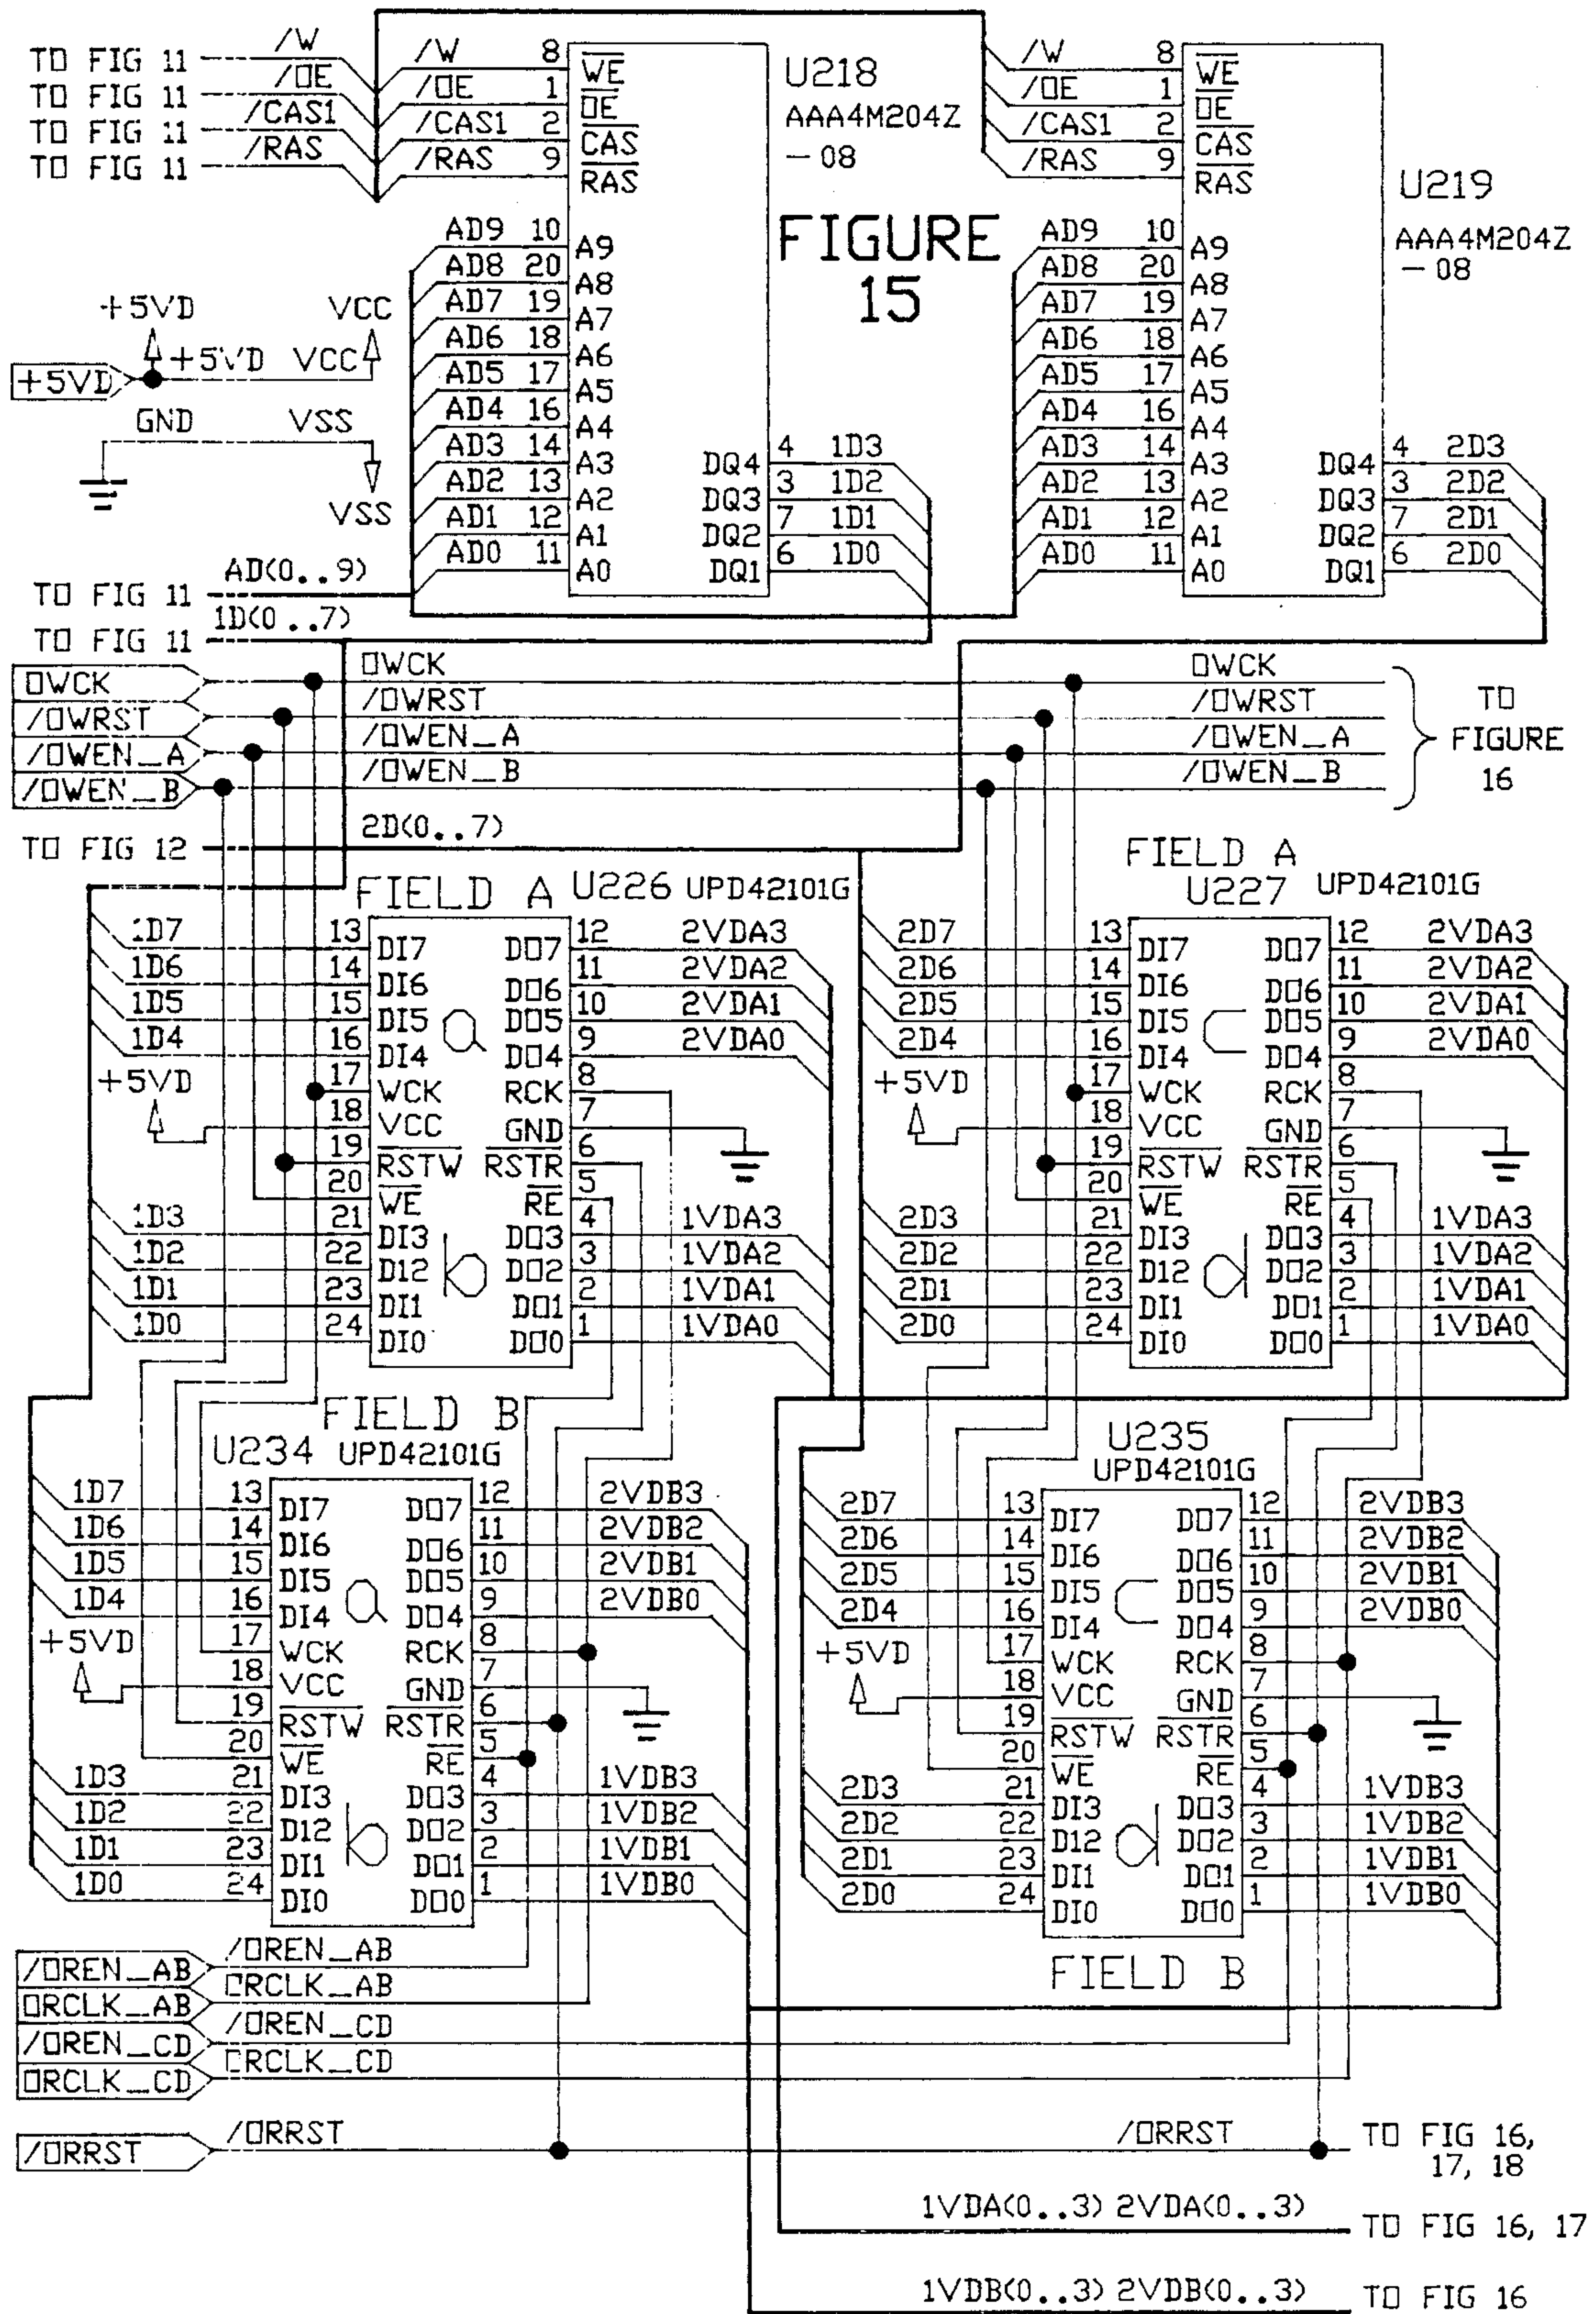 TO FIG 11 /W
TO FIG 11 /OE
TO FIG 11 /CAS1
TO FIG 11 /RAS
/W 8 WE
/OE 1 OE
/CAS1 2 CAS
/RAS 9 RAS
U218
AAA4M204Z
-08
/W 8 WE
/OE 1 OE
/CAS1 2 CAS
/RAS 9 RAS
U219
AAA4M204Z
-08
FIGURE
15
AD9 10 A9
AD8 20 A8
AD7 19 A7
AD6 18 A6
AD5 17 A5
AD4 16 A4
AD3 14 A3
AD2 13 A2
AD1 12 A1
AD0 11 A0
DQ4 4 1D3
DQ3 3 1D2
DQ2 7 1D1
DQ1 6 1D0
AD9 10 A9
AD8 20 A8
AD7 19 A7
AD6 18 A6
AD5 17 A5
AD4 16 A4
AD3 14 A3
AD2 13 A2
AD1 12 A1
AD0 11 A0
DQ4 4 2D3
DQ3 3 2D2
DQ2 7 2D1
DQ1 6 2D0
+5VD VCC
+5VD +5VD VCC
GND VSS
VSS
TO FIG 11 AD(0..9)
TO FIG 11 1D(0..7)
OWCK OWCK OWCK
/OWRST /OWRST /OWRST
/OWEN_A /OWEN_A /OWEN_A
/OWEN_B /OWEN_B /OWEN_B
TO
FIGURE
16
TO FIG 12 2D(0..7)
FIELD A U226 UPD42101G
1D7 13 DI7 DO7 12 2VDA3
1D6 14 DI6 DO6 11 2VDA2
1D5 15 DI5 a DO5 10 2VDA1
1D4 16 DI4 DO4 9 2VDA0
+5VD 17 WCK RCK 8
18 VCC GND 7
19 RSTW RSTR 6
20 WE RE 5
1D3 21 DI3 DO3 4 1VDA3
1D2 22 D12 b DO2 3 1VDA2
1D1 23 DI1 DO1 2 1VDA1
1D0 24 DI0 DO0 1 1VDA0
FIELD A
U227 UPD42101G
2D7 13 DI7 DO7 12 2VDA3
2D6 14 DI6 DO6 11 2VDA2
2D5 15 DI5 C DO5 10 2VDA1
2D4 16 DI4 DO4 9 2VDA0
+5VD 17 WCK RCK 8
18 VCC GND 7
19 RSTW RSTR 6
20 WE RE 5
2D3 21 DI3 DO3 4 1VDA3
2D2 22 D12 d DO2 3 1VDA2
2D1 23 DI1 DO1 2 1VDA1
2D0 24 DI0 DO0 1 1VDA0
FIELD B
U234 UPD42101G
1D7 13 DI7 DO7 12 2VDB3
1D6 14 DI6 DO6 11 2VDB2
1D5 15 DI5 a DO5 10 2VDB1
1D4 16 DI4 DO4 9 2VDB0
+5VD 17 WCK RCK 8
18 VCC GND 7
19 RSTW RSTR 6
20 WE RE 5
1D3 21 DI3 DO3 4 1VDB3
1D2 22 D12 b DO2 3 1VDB2
1D1 23 DI1 DO1 2 1VDB1
1D0 24 DI0 DO0 1 1VDB0
U235
UPD42101G
2D7 13 DI7 DO7 12 2VDB3
2D6 14 DI6 DO6 11 2VDB2
2D5 15 DI5 C DO5 10 2VDB1
2D4 16 DI4 DO4 9 2VDB0
+5VD 17 WCK RCK 8
18 VCC GND 7
19 RSTW RSTR 6
20 WE RE 5
2D3 21 DI3 DO3 4 1VDB3
2D2 22 D12 d DO2 3 1VDB2
2D1 23 DI1 DO1 2 1VDB1
2D0 24 DI0 DO0 1 1VDB0
FIELD B
/OREN_AB /OREN_AB
ORCLK_AB ORCLK_AB
/OREN_CD /OREN_CD
ORCLK_CD ORCLK_CD
/ORRST /ORRST /ORRST TO FIG 16,
17, 18
1VDA(0..3) 2VDA(0..3) TO FIG 16, 17
1VDB(0..3) 2VDB(0..3) TO FIG 16